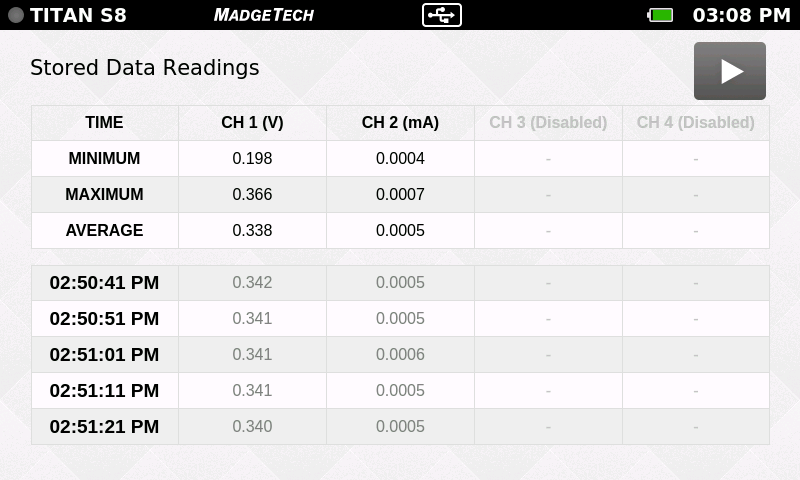 TITAN S8 MADGETECH 03:08 PM
Stored Data Readings
TIME CH 1 (V) CH 2 (mA) CH 3 (Disabled) CH 4 (Disabled)
MINIMUM 0.198 0.0004 - -
MAXIMUM 0.366 0.0007 - -
AVERAGE 0.338 0.0005 - -
02:50:41 PM 0.342 0.0005 - -
02:50:51 PM 0.341 0.0005 - -
02:51:01 PM 0.341 0.0006 - -
02:51:11 PM 0.341 0.0005 - -
02:51:21 PM 0.340 0.0005 - -